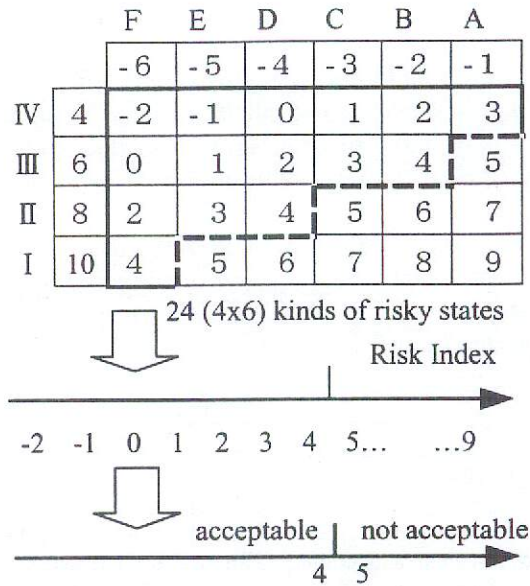 F E D C B A
-6 -5 -4 -3 -2 -1
IV 4 -2 -1 0 1 2 3
III 6 0 1 2 3 4 5
II 8 2 3 4 5 6 7
I 10 4 5 6 7 8 9
24 (4x6) kinds of risky states
Risk Index
-2 -1 0 1 2 3 4 5... ...9
acceptable not acceptable
4 5